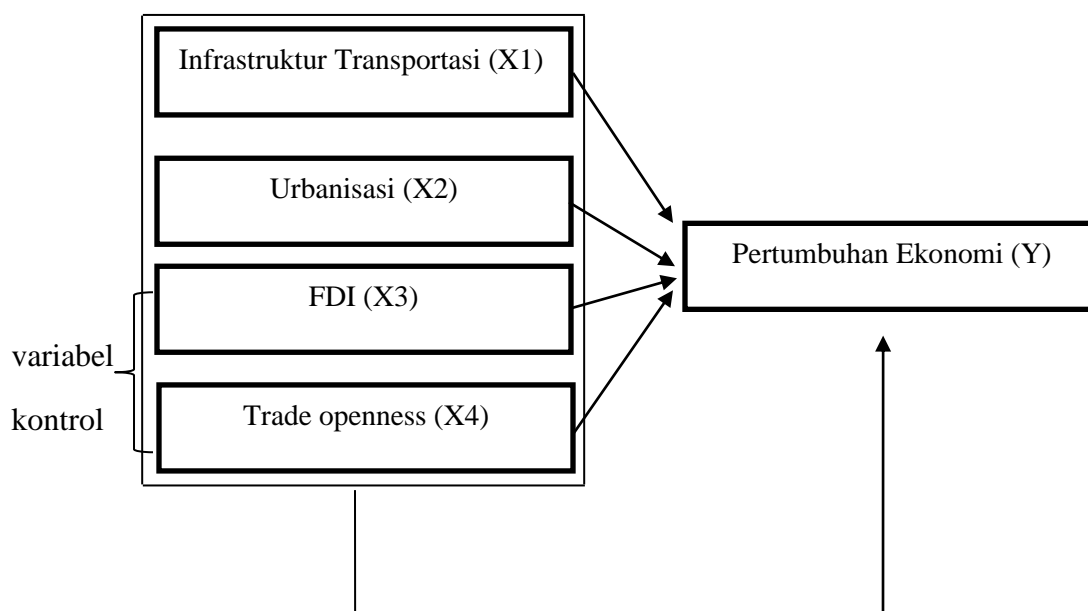 Infrastruktur Transportasi (X1)
Urbanisasi (X2)
Pertumbuhan Ekonomi (Y)
FDI (X3)
variabel
kontrol
Trade openness (X4)